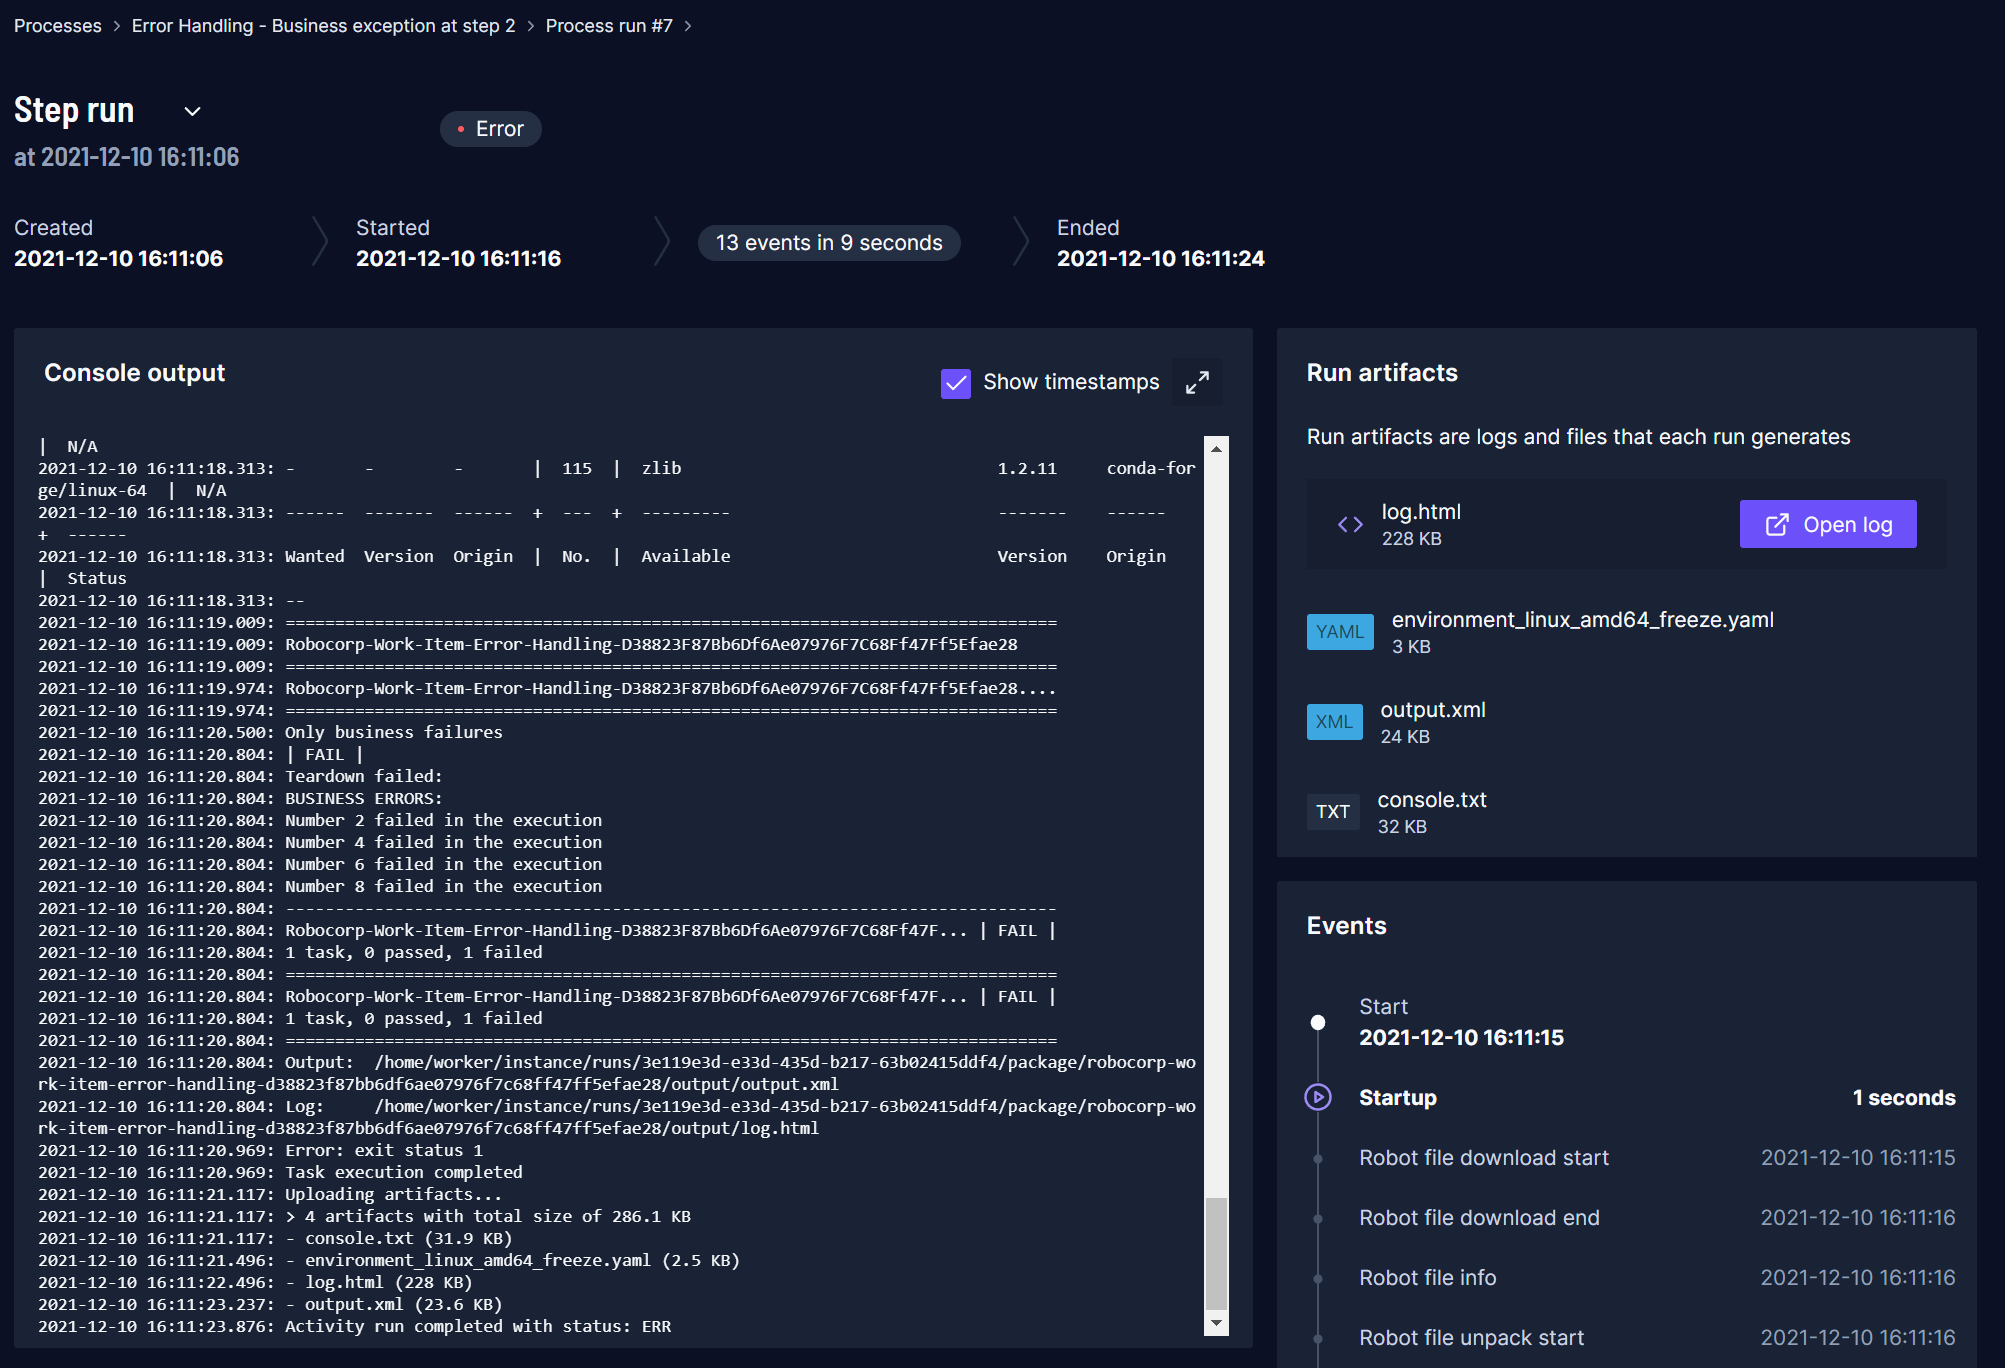 Processes > Error Handling - Business exception at step 2 > Process run #7 >
Step run
at 2021-12-10 16:11:06
Error
Created
2021-12-10 16:11:06
Started
2021-12-10 16:11:16
13 events in 9 seconds
Ended
2021-12-10 16:11:24
Console output
Show timestamps
|  N/A
2021-12-10 16:11:18.313: -       -        -       |  115  |  zlib                                1.2.11     conda-for
ge/linux-64  |  N/A
2021-12-10 16:11:18.313: ------  -------  ------  +  ---  +  ---------                           -------    ------
+  ------
2021-12-10 16:11:18.313: Wanted  Version  Origin  |  No.  |  Available                           Version    Origin
|  Status
2021-12-10 16:11:18.313: --
2021-12-10 16:11:19.009: ==============================================================================
2021-12-10 16:11:19.009: Robocorp-Work-Item-Error-Handling-D38823F87Bb6Df6Ae07976F7C68Ff47Ff5Efae28
2021-12-10 16:11:19.009: ==============================================================================
2021-12-10 16:11:19.974: Robocorp-Work-Item-Error-Handling-D38823F87Bb6Df6Ae07976F7C68Ff47Ff5Efae28....
2021-12-10 16:11:19.974: ==============================================================================
2021-12-10 16:11:20.500: Only business failures
2021-12-10 16:11:20.804: | FAIL |
2021-12-10 16:11:20.804: Teardown failed:
2021-12-10 16:11:20.804: BUSINESS ERRORS:
2021-12-10 16:11:20.804: Number 2 failed in the execution
2021-12-10 16:11:20.804: Number 4 failed in the execution
2021-12-10 16:11:20.804: Number 6 failed in the execution
2021-12-10 16:11:20.804: Number 8 failed in the execution
2021-12-10 16:11:20.804: ------------------------------------------------------------------------------
2021-12-10 16:11:20.804: Robocorp-Work-Item-Error-Handling-D38823F87Bb6Df6Ae07976F7C68Ff47F... | FAIL |
2021-12-10 16:11:20.804: 1 task, 0 passed, 1 failed
2021-12-10 16:11:20.804: ==============================================================================
2021-12-10 16:11:20.804: Robocorp-Work-Item-Error-Handling-D38823F87Bb6Df6Ae07976F7C68Ff47F... | FAIL |
2021-12-10 16:11:20.804: 1 task, 0 passed, 1 failed
2021-12-10 16:11:20.804: ==============================================================================
2021-12-10 16:11:20.804: Output:  /home/worker/instance/runs/3e119e3d-e33d-435d-b217-63b02415ddf4/package/robocorp-wo
rk-item-error-handling-d38823f87bb6df6ae07976f7c68ff47ff5efae28/output/output.xml
2021-12-10 16:11:20.804: Log:     /home/worker/instance/runs/3e119e3d-e33d-435d-b217-63b02415ddf4/package/robocorp-wo
rk-item-error-handling-d38823f87bb6df6ae07976f7c68ff47ff5efae28/output/log.html
2021-12-10 16:11:20.969: Error: exit status 1
2021-12-10 16:11:20.969: Task execution completed
2021-12-10 16:11:21.117: Uploading artifacts...
2021-12-10 16:11:21.117: > 4 artifacts with total size of 286.1 KB
2021-12-10 16:11:21.117: - console.txt (31.9 KB)
2021-12-10 16:11:21.496: - environment_linux_amd64_freeze.yaml (2.5 KB)
2021-12-10 16:11:22.496: - log.html (228 KB)
2021-12-10 16:11:23.237: - output.xml (23.6 KB)
2021-12-10 16:11:23.876: Activity run completed with status: ERR
Run artifacts
Run artifacts are logs and files that each run generates
log.html
228 KB
Open log
YAML
environment_linux_amd64_freeze.yaml
3 KB
XML
output.xml
24 KB
TXT
console.txt
32 KB
Events
Start
2021-12-10 16:11:15
Startup 1 seconds
Robot file download start 2021-12-10 16:11:15
Robot file download end 2021-12-10 16:11:16
Robot file info 2021-12-10 16:11:16
Robot file unpack start 2021-12-10 16:11:16